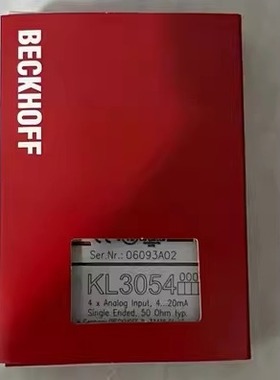 BECKHOFF
Ser.Nr.: 06093A02
KL3054
000
4 x Analog Input, 4...20mA
Single Ended, 50 Ohm typ.